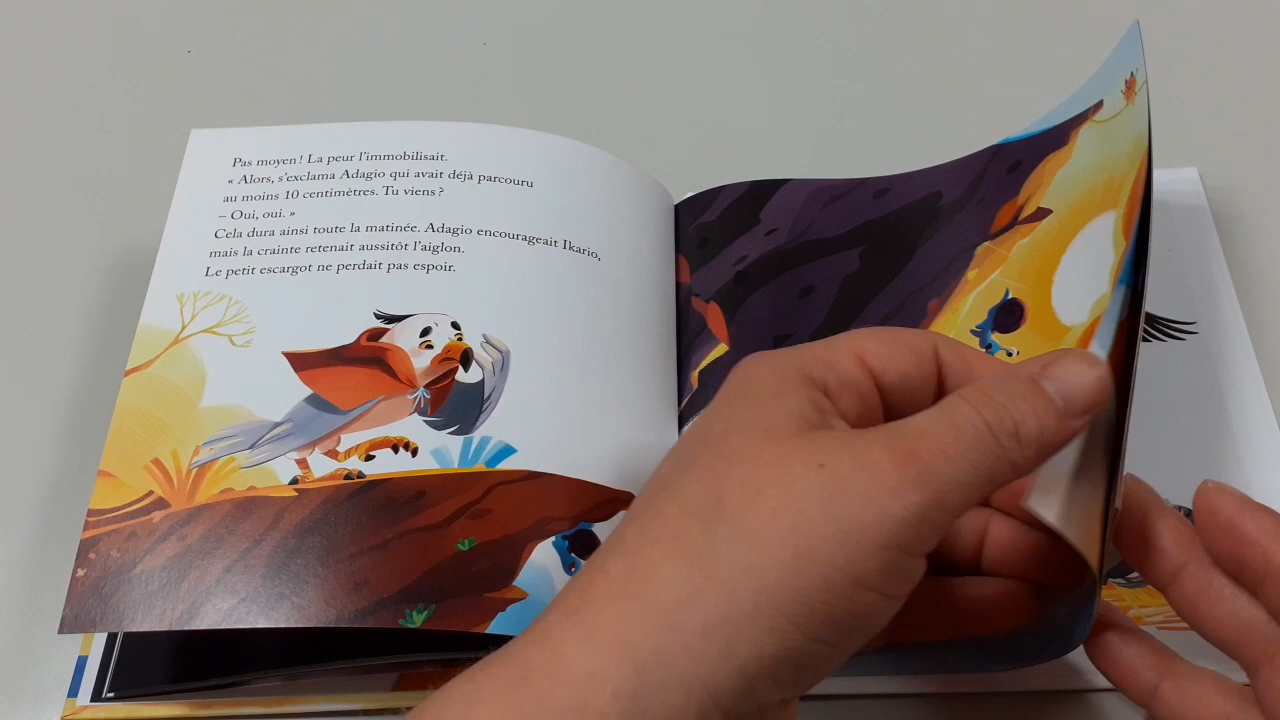 Pas moyen ! La peur l'immobilisait.
« Alors, s'exclama Adagio qui avait déjà parcouru
au moins 10 centimètres. Tu viens ?
– Oui, oui. »
Cela dura ainsi toute la matinée. Adagio encourageait Ikario,
mais la crainte retenait aussitôt l'aiglon.
Le petit escargot ne perdait pas espoir.